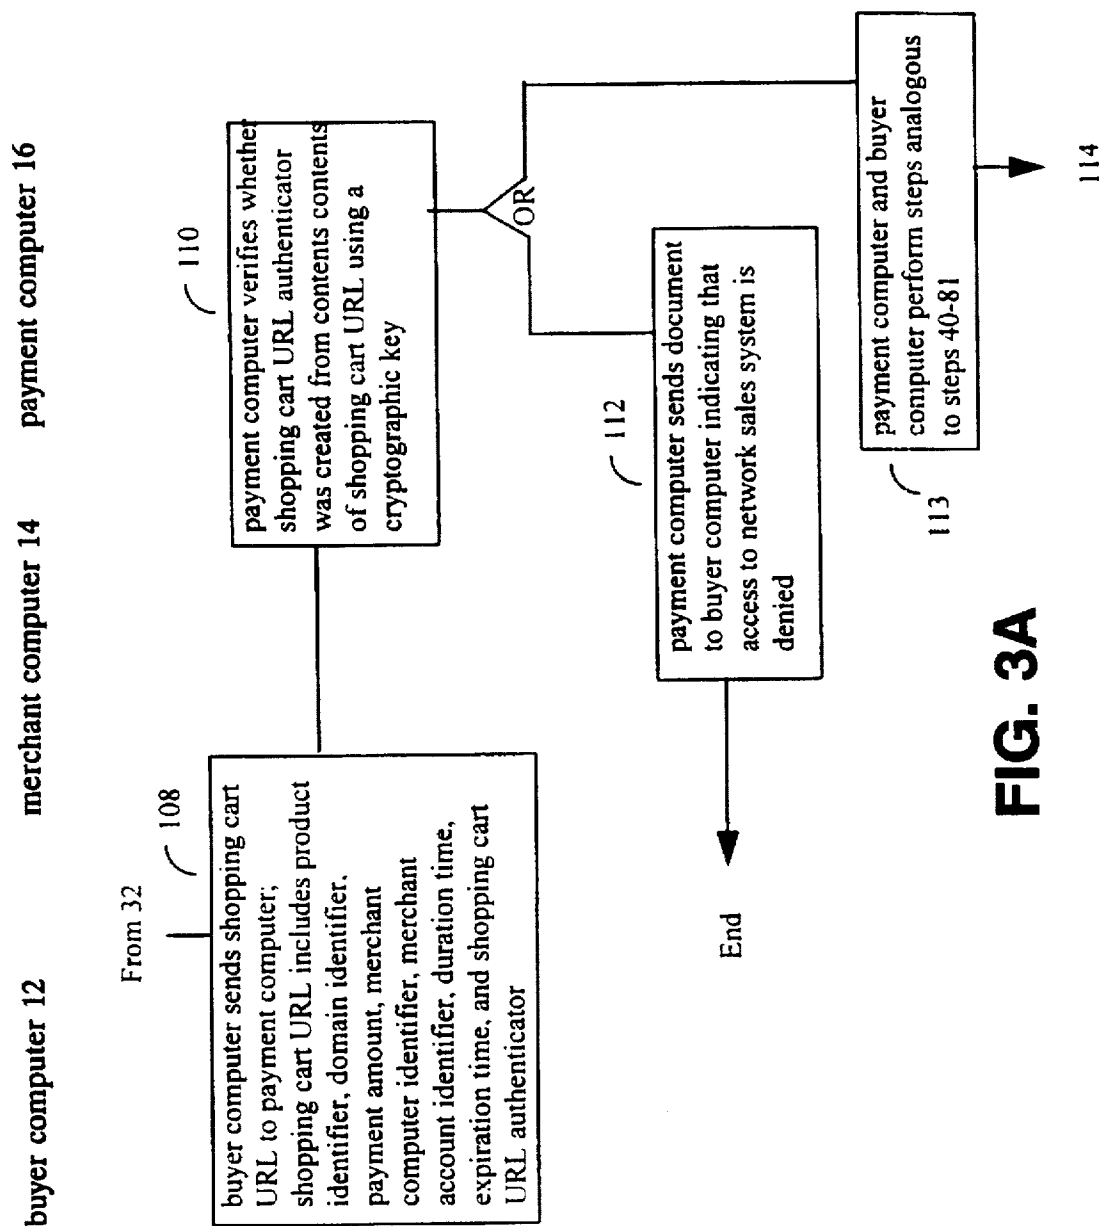 buyer computer 12
merchant computer 14
payment computer 16
From 32
108
buyer computer sends shopping cart
URL to payment computer;
shopping cart URL includes product
identifier, domain identifier,
payment amount, merchant
computer identifier, merchant
account identifier, duration time,
expiration time, and shopping cart
URL authenticator
110
payment computer verifies whether
shopping cart URL authenticator
was created from contents contents
of shopping cart URL using a
cryptographic key
OR
112
payment computer sends document
to buyer computer indicating that
access to network sales system is
denied
End
113
payment computer and buyer
computer perform steps analogous
to steps 40-81
114
FIG. 3A